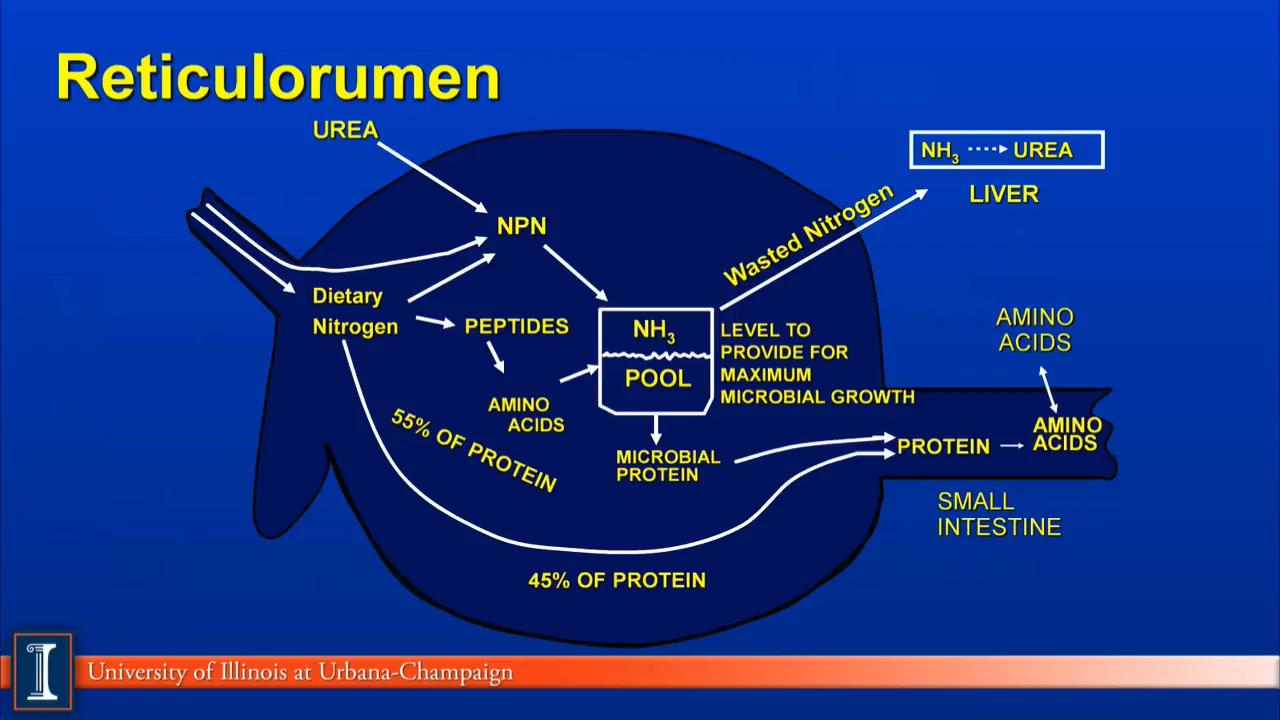 Reticulorumen
UREA
NH3 ⇢ UREA
LIVER
Wasted Nitrogen
NPN
Dietary
Nitrogen
PEPTIDES
AMINO
ACIDS
NH3
POOL
LEVEL TO
PROVIDE FOR
MAXIMUM
MICROBIAL GROWTH
55% OF PROTEIN
MICROBIAL
PROTEIN
45% OF PROTEIN
PROTEIN
AMINO
ACIDS
AMINO
ACIDS
SMALL
INTESTINE
I
University of Illinois at Urbana-Champaign